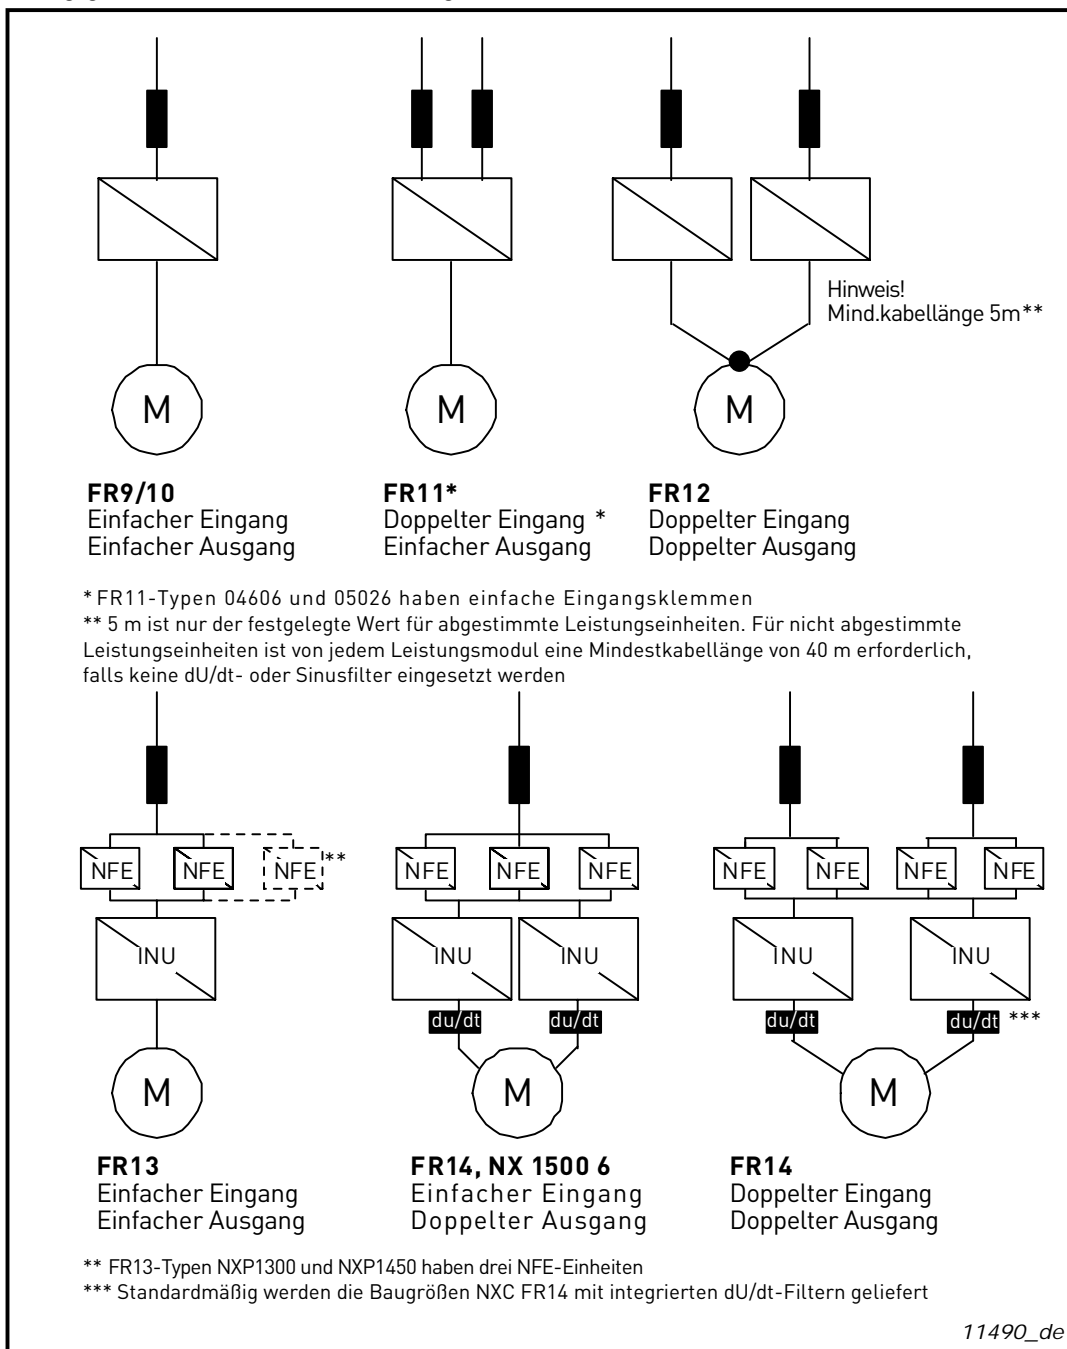 Hinweis!
Mind.kabellänge 5m**
M
M
M
FR9/10
Einfacher Eingang
Einfacher Ausgang
FR11*
Doppelter Eingang *
Einfacher Ausgang
FR12
Doppelter Eingang
Doppelter Ausgang
* FR11-Typen 04606 und 05026 haben einfache Eingangsklemmen
** 5 m ist nur der festgelegte Wert für abgestimmte Leistungseinheiten. Für nicht abgestimmte
Leistungseinheiten ist von jedem Leistungsmodul eine Mindestkabellänge von 40 m erforderlich,
falls keine dU/dt- oder Sinusfilter eingesetzt werden
NFE
NFE
NFE
**
NFE
NFE
NFE
NFE
NFE
NFE
NFE
INU
INU
INU
INU
INU
du/dt
du/dt
du/dt
du/dt
***
M
M
M
FR13
Einfacher Eingang
Einfacher Ausgang
FR14, NX 1500 6
Einfacher Eingang
Doppelter Ausgang
FR14
Doppelter Eingang
Doppelter Ausgang
** FR13-Typen NXP1300 und NXP1450 haben drei NFE-Einheiten
*** Standardmäßig werden die Baugrößen NXC FR14 mit integrierten dU/dt-Filtern geliefert
11490_de